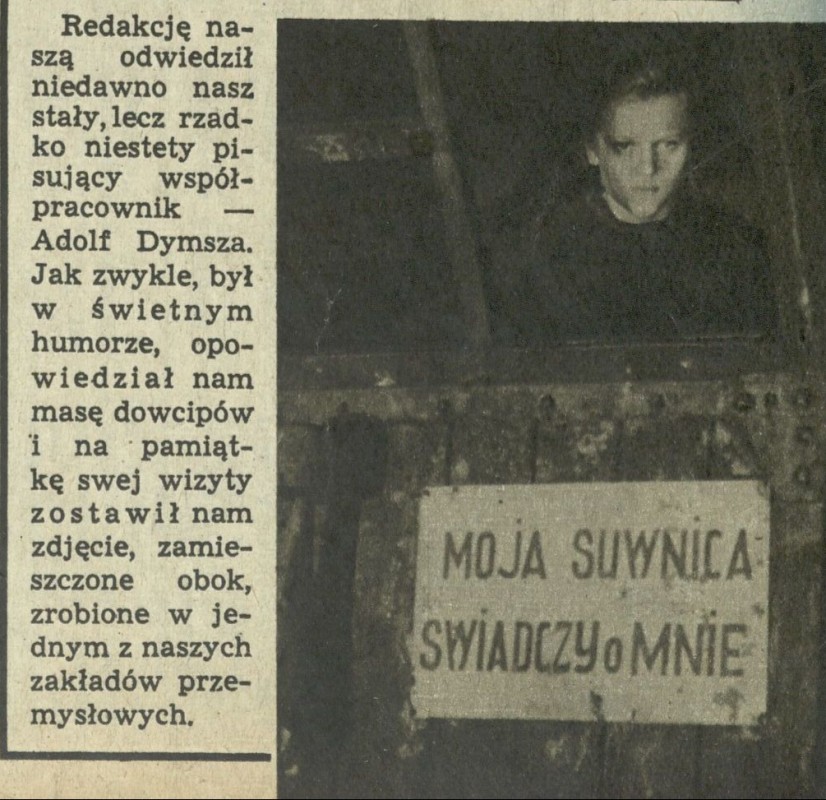 Redakcję na-
szą odwiedził
niedawno nasz
stały, lecz rzad-
ko niestety pi-
sujący współ-
pracownik —
Adolf Dymsza.
Jak zwykle, był
w świetnym
humorze, opo-
wiedział nam
masę dowcipów
i na pamiąt-
kę swej wizyty
zostawił nam
zdjęcie, zamie-
szczone obok,
zrobione w je-
dnym z naszych
zakładów prze-
mysłowych.
MOJA SUWNICA
SWIADCZY o MNIE